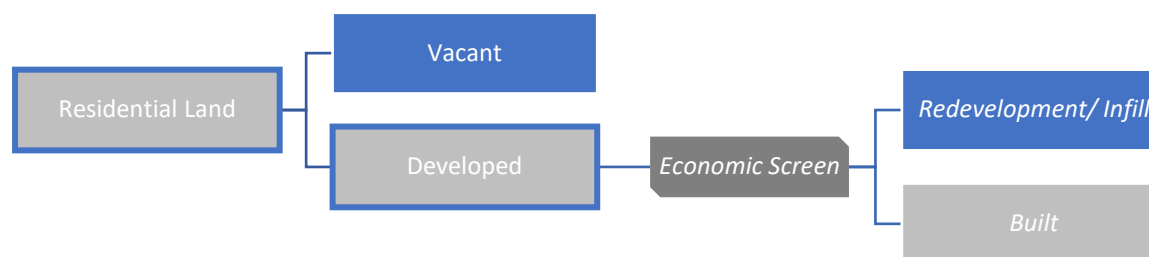 Vacant
Residential Land
Redevelopment/ Infill
Developed
Economic Screen
Built